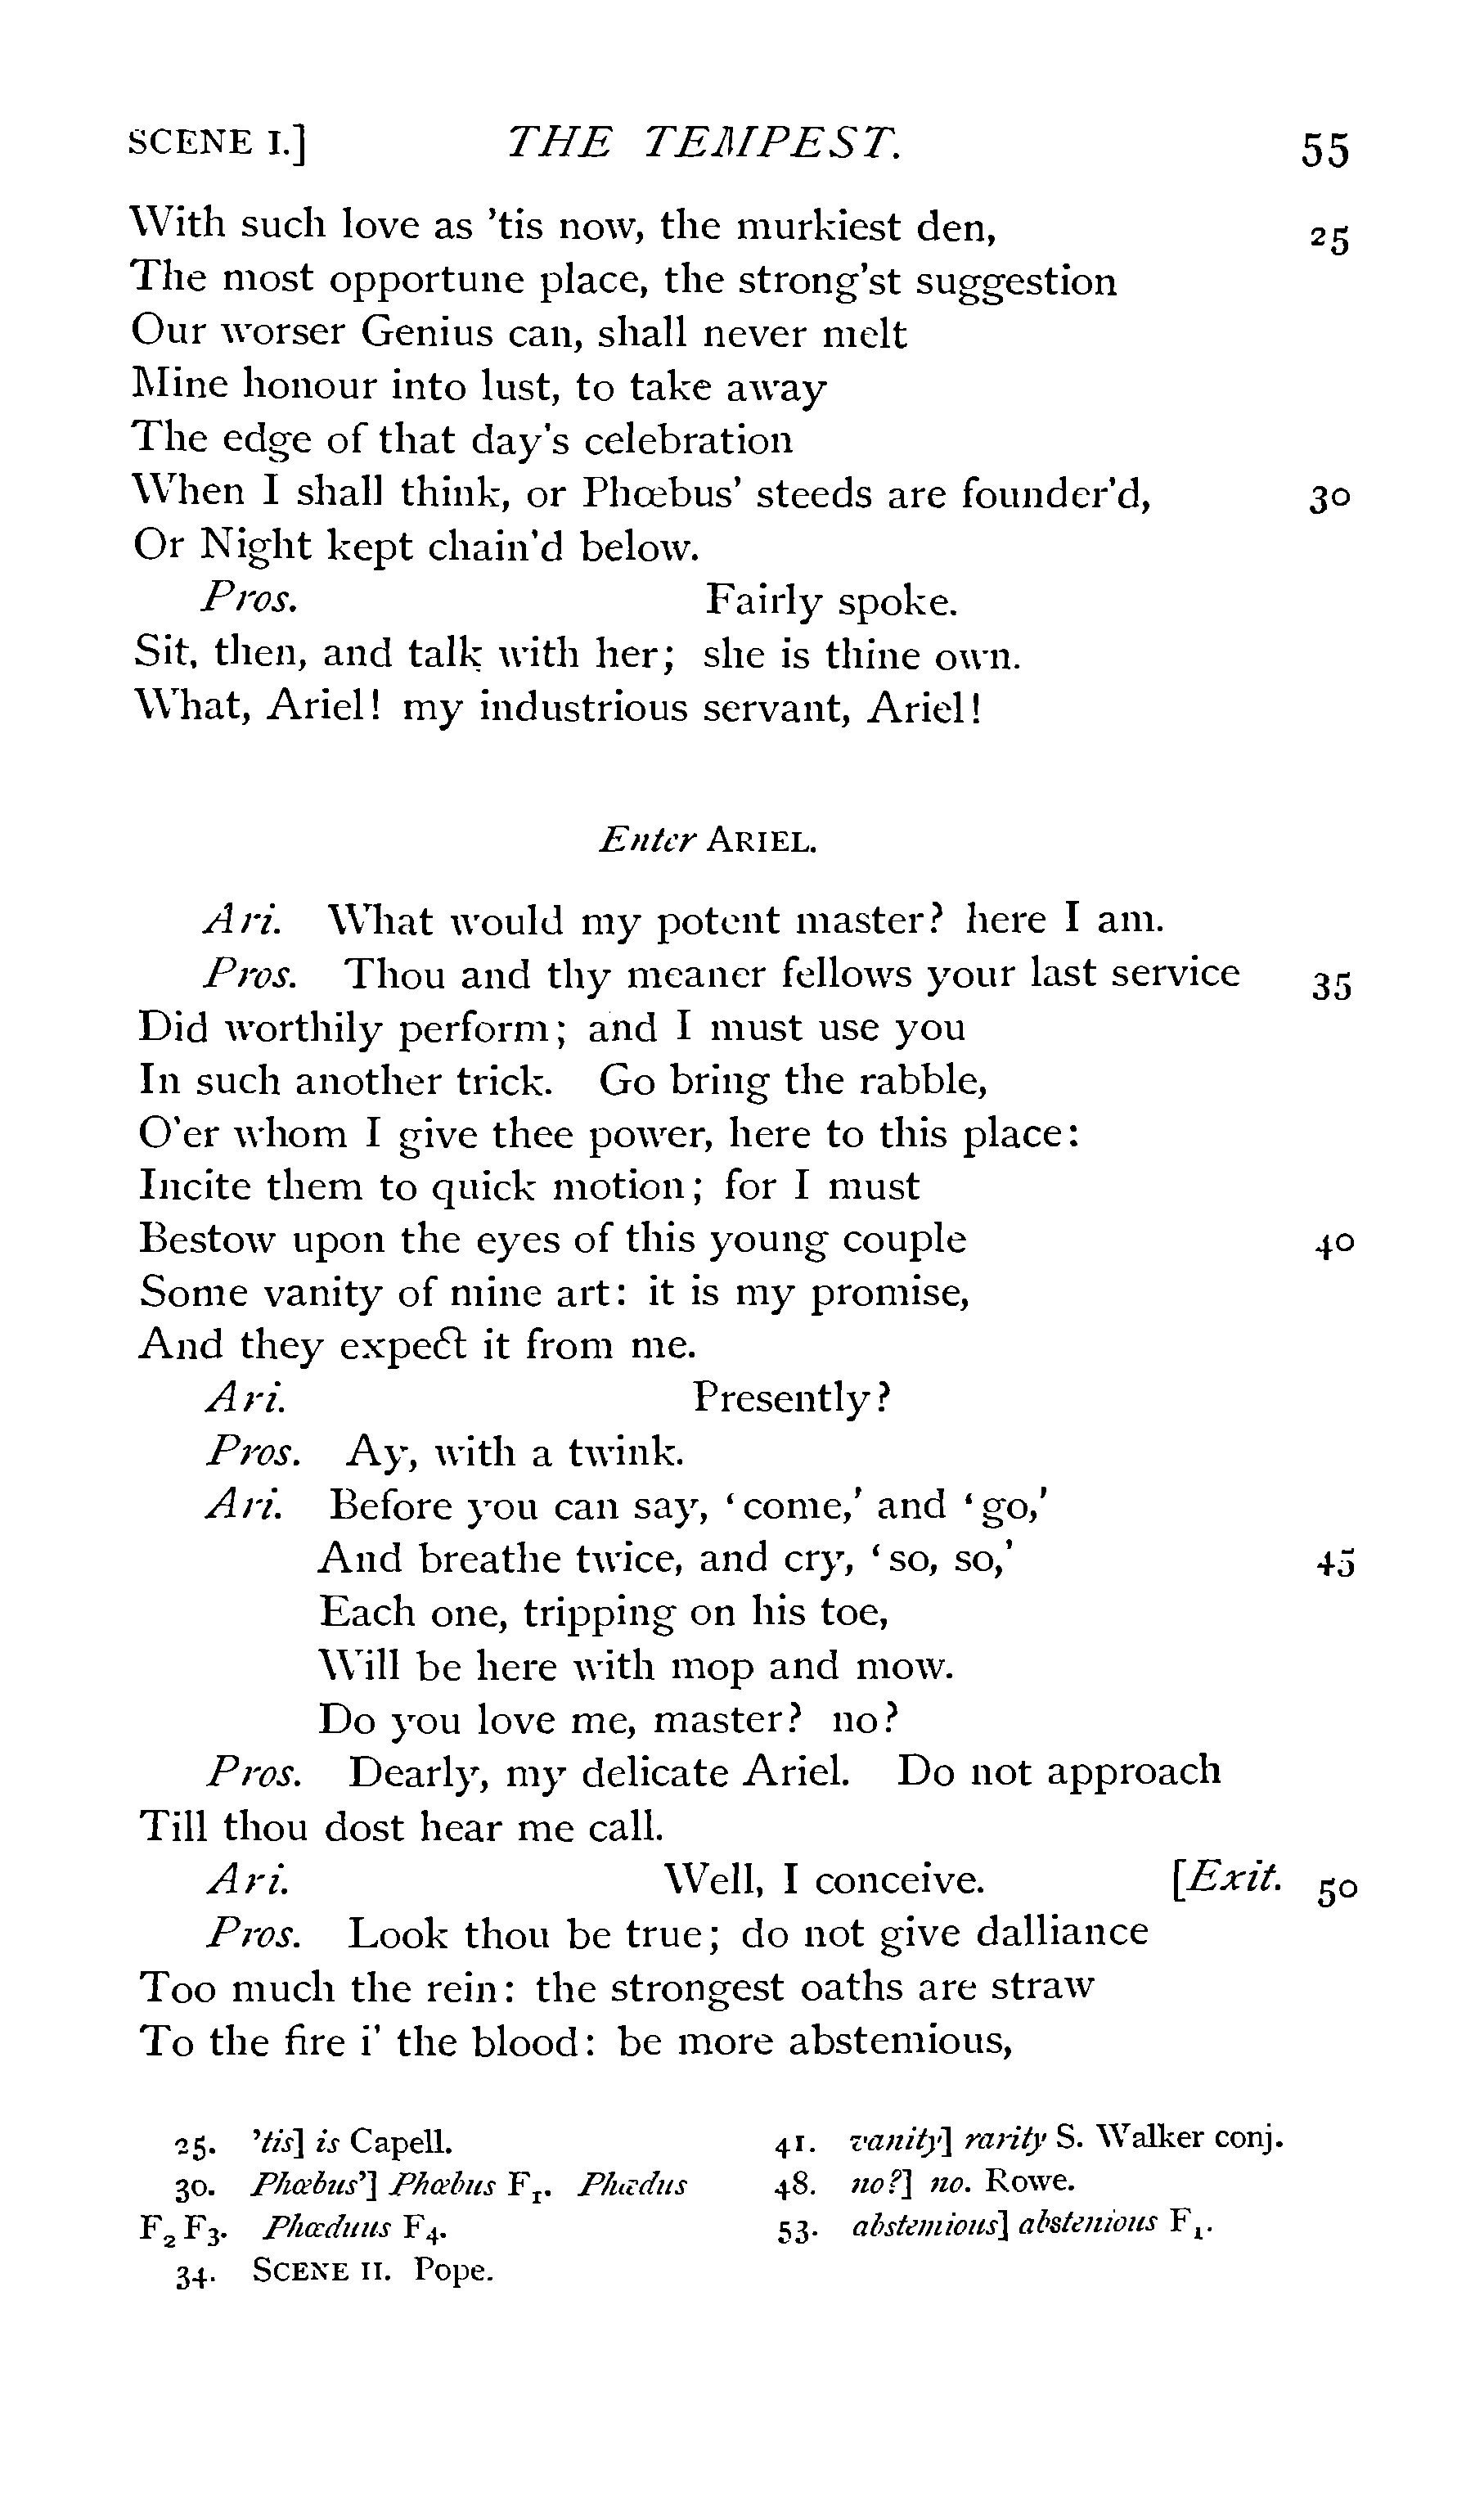 SCENE I.] THE TEMPEST. 55
With such love as ’tis now, the murkiest den, 25
The most opportune place, the strong’st suggestion
Our worser Genius can, shall never melt
Mine honour into lust, to take away
The edge of that day’s celebration
When I shall think, or Phœbus’ steeds are founder’d, 30
Or Night kept chain’d below.
Pros. Fairly spoke.
Sit, then, and talk with her; she is thine own.
What, Ariel! my industrious servant, Ariel!
Enter ARIEL.
Ari. What would my potent master? here I am.
Pros. Thou and thy meaner fellows your last service 35
Did worthily perform; and I must use you
In such another trick. Go bring the rabble,
O’er whom I give thee power, here to this place:
Incite them to quick motion; for I must
Bestow upon the eyes of this young couple 40
Some vanity of mine art: it is my promise,
And they expect it from me.
Ari. Presently?
Pros. Ay, with a twink.
Ari. Before you can say, ‘come,’ and ‘go,’
And breathe twice, and cry, ‘so, so,’ 45
Each one, tripping on his toe,
Will be here with mop and mow.
Do you love me, master? no?
Pros. Dearly, my delicate Ariel. Do not approach
Till thou dost hear me call.
Ari. Well, I conceive. [Exit. 50
Pros. Look thou be true; do not give dalliance
Too much the rein: the strongest oaths are straw
To the fire i’ the blood: be more abstemious,
25. ’tis] is Capell.
30. Phœbus’] Phœbus F1. Phædus
F2 F3. Phœduus F4.
34. SCENE II. Pope.
41. vanity] rarity S. Walker conj.
48. no?] no. Rowe.
53. abstemious] abstenious F1.